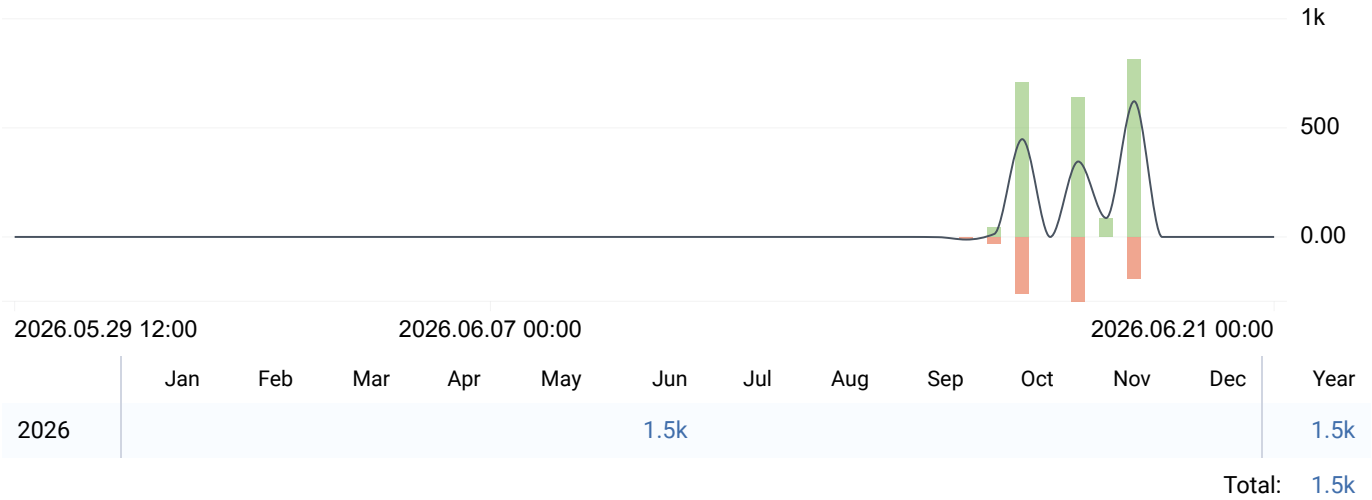 1k
500
0.00
2026.05.29 12:00 2026.06.07 00:00 2026.06.21 00:00
Jan Feb Mar Apr May Jun Jul Aug Sep Oct Nov Dec Year
2026 1.5k 1.5k
Total: 1.5k